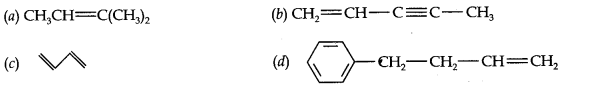 (a) CH₃CH=C(CH₃)₂ (b) CH₂=CH—C≡C—CH₃
(c) (d) CH₂—CH₂—CH=CH₂